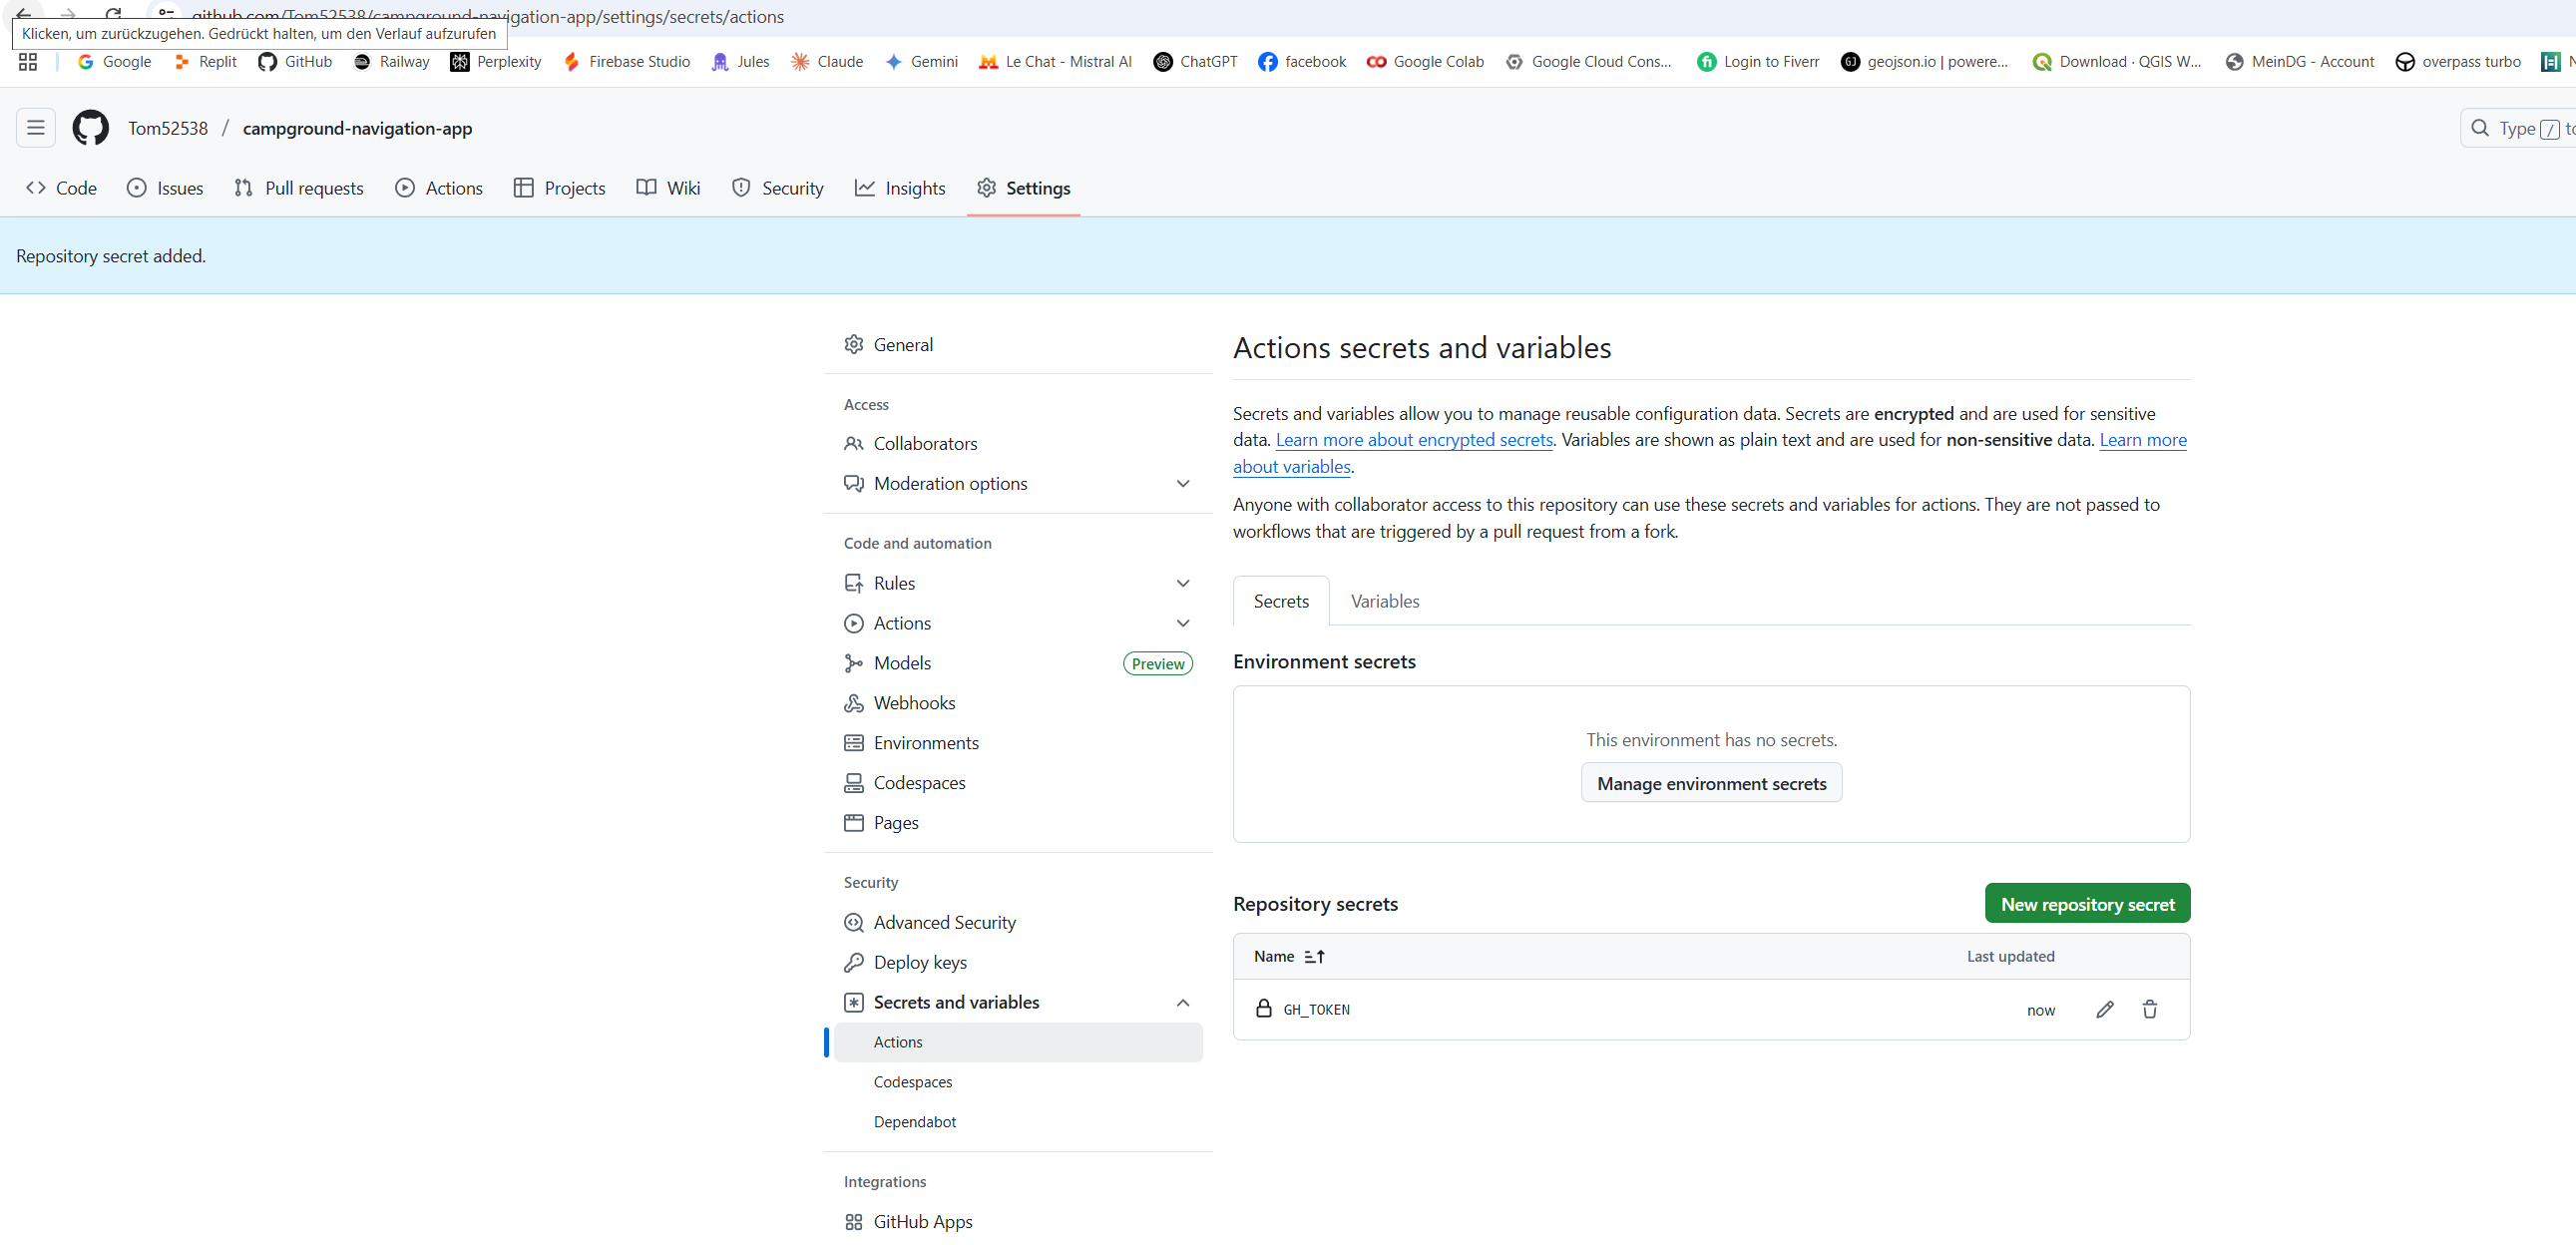 github.com/Tom52538/campground-navigation-app/settings/secrets/actions
Klicken, um zurückzugehen. Gedrückt halten, um den Verlauf aufzurufen
Google Replit GitHub Railway Perplexity Firebase Studio Jules Claude Gemini Le Chat - Mistral AI ChatGPT facebook Google Colab Google Cloud Cons... Login to Fiverr geojson.io | powere... Download · QGIS W... MeinDG - Account overpass turbo
Tom52538 / campground-navigation-app
Type / to
Code Issues Pull requests Actions Projects Wiki Security Insights Settings
Repository secret added.
General
Access
Collaborators
Moderation options
Code and automation
Rules
Actions
Models Preview
Webhooks
Environments
Codespaces
Pages
Security
Advanced Security
Deploy keys
Secrets and variables
Actions
Codespaces
Dependabot
Integrations
GitHub Apps
Actions secrets and variables
Secrets and variables allow you to manage reusable configuration data. Secrets are encrypted and are used for sensitive
data. Learn more about encrypted secrets. Variables are shown as plain text and are used for non-sensitive data. Learn more
about variables.
Anyone with collaborator access to this repository can use these secrets and variables for actions. They are not passed to
workflows that are triggered by a pull request from a fork.
Secrets Variables
Environment secrets
This environment has no secrets.
Manage environment secrets
Repository secrets
New repository secret
Name Last updated
GH_TOKEN now